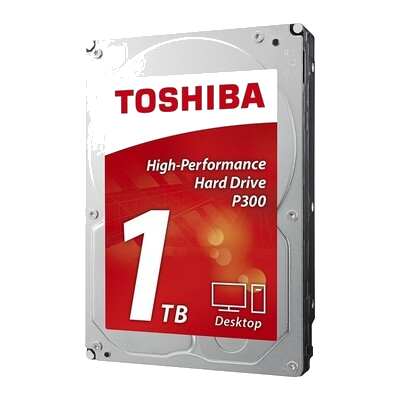 TOSHIBA
High-Performance
Hard Drive
P300
1
TB
Desktop